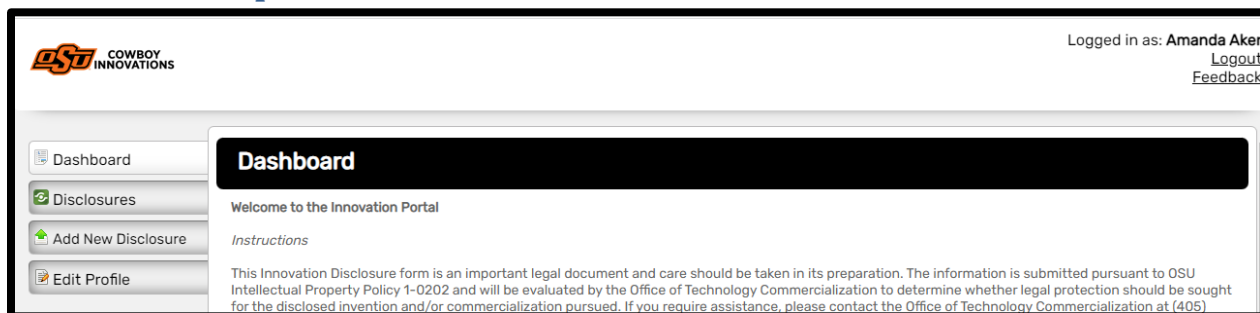 OSU COWBOY
INNOVATIONS
Logged in as: Amanda Aker
Logout
Feedback
Dashboard
Disclosures
Add New Disclosure
Edit Profile
Dashboard
Welcome to the Innovation Portal
Instructions
This Innovation Disclosure form is an important legal document and care should be taken in its preparation. The information is submitted pursuant to OSU
Intellectual Property Policy 1-0202 and will be evaluated by the Office of Technology Commercialization to determine whether legal protection should be sought
for the disclosed invention and/or commercialization pursued. If you require assistance, please contact the Office of Technology Commercialization at (405)